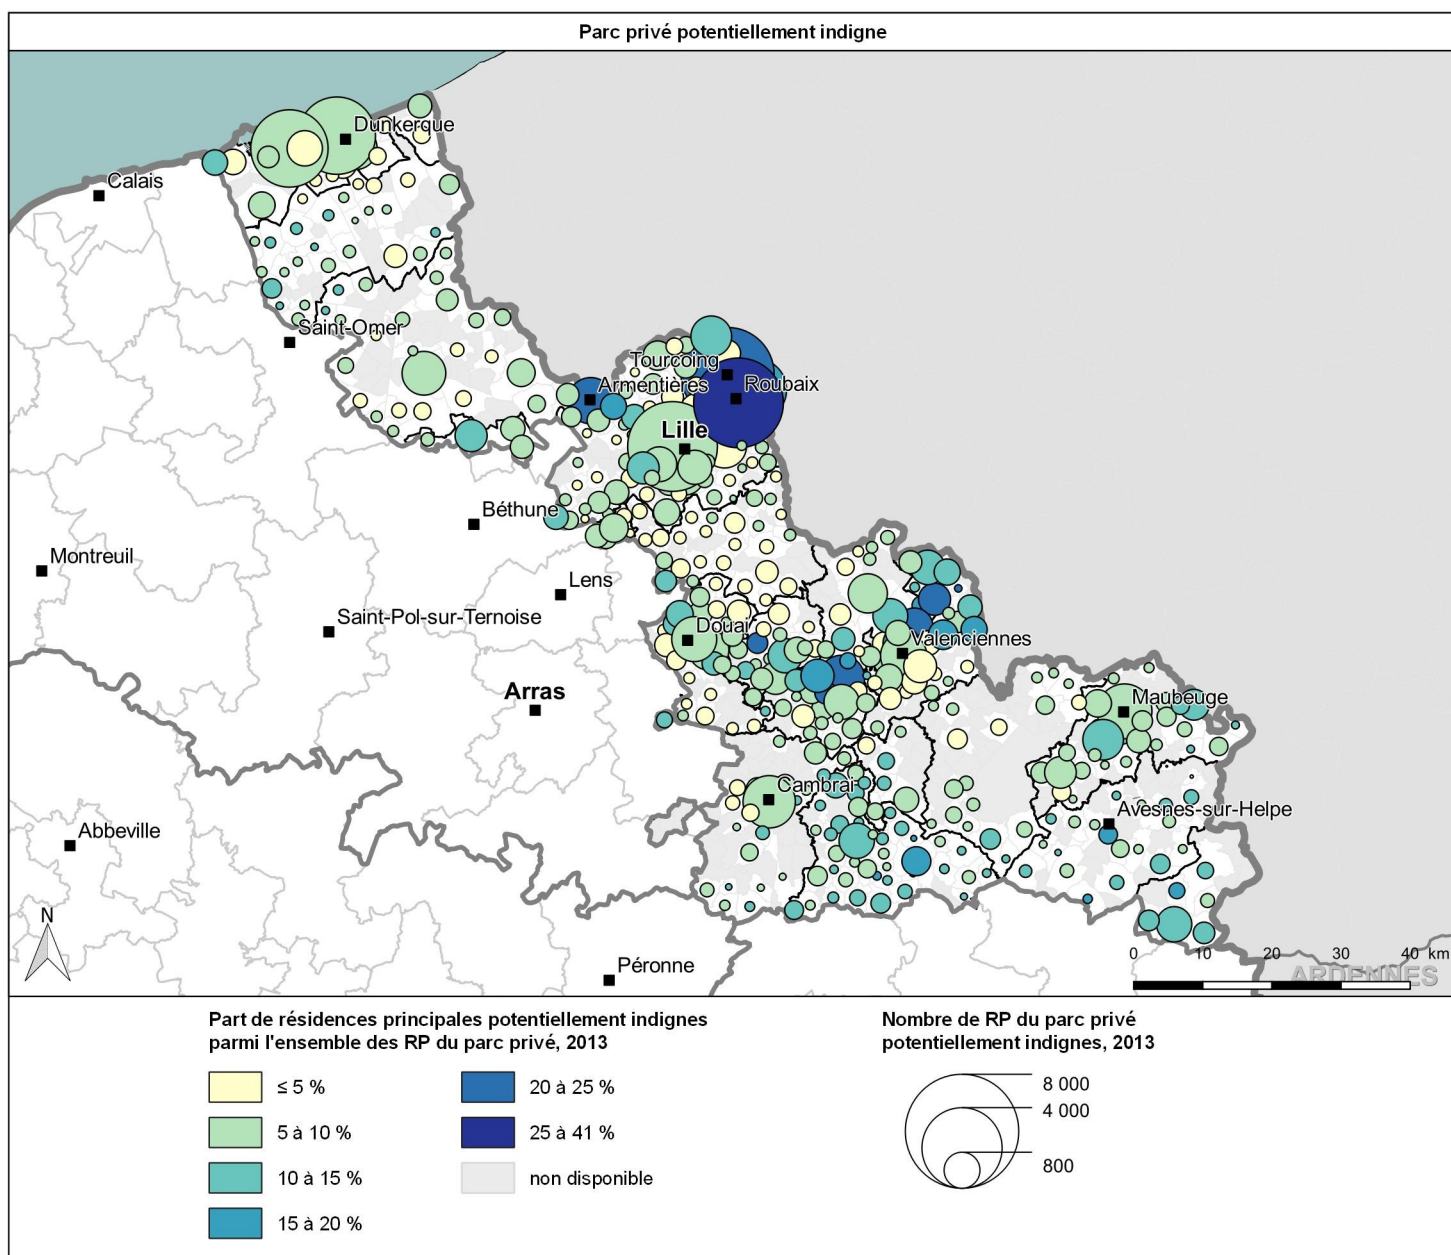 Parc privé potentiellement indigne
Dunkerque
Calais
Saint-Omer
Tourcoing
Armentières
Roubaix
Lille
Béthune
Montreuil
Lens
Saint-Pol-sur-Ternoise
Douai
Valenciennes
Arras
Maubeuge
Cambrai
Avesnes-sur-Helpe
Abbeville
N
Péronne
0 10 20 30 40 km
ARDENNES
Part de résidences principales potentiellement indignes
parmi l'ensemble des RP du parc privé, 2013
≤ 5 %
5 à 10 %
10 à 15 %
15 à 20 %
20 à 25 %
25 à 41 %
non disponible
Nombre de RP du parc privé
potentiellement indignes, 2013
8 000
4 000
800